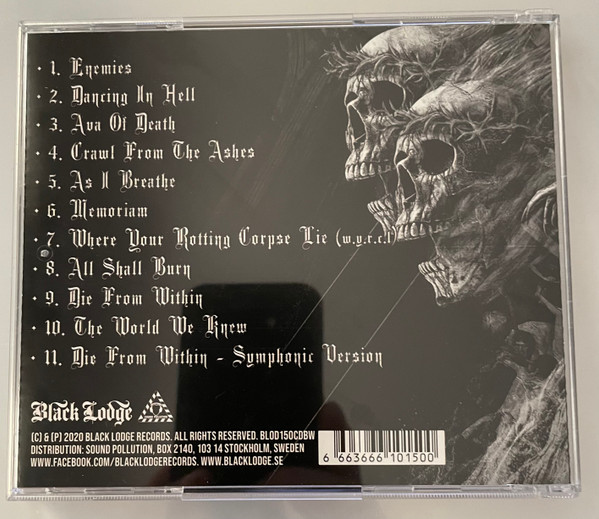 · 1. Enemies
· 2. Dancing In Hell
· 3. Ava Of Death
· 4. Crawl From The Ashes
· 5. As I Breathe
· 6. Memoriam
· 7. Where Your Rotting Corpse Lie (w.y.r.c.l)
· 8. All Shall Burn
· 9. Die From Within
· 10. The World We Knew
· 11. Die From Within - Symphonic Version
Black Lodge
(C) & (P) 2020 BLACK LODGE RECORDS. ALL RIGHTS RESERVED. BLOD150CDBW
DISTRIBUTION: SOUND POLLUTION, BOX 2140, 103 14 STOCKHOLM, SWEDEN
WWW.FACEBOOK.COM/BLACKLODGERECORDS. WWW.BLACKLODGE.SE
6 663666 101500